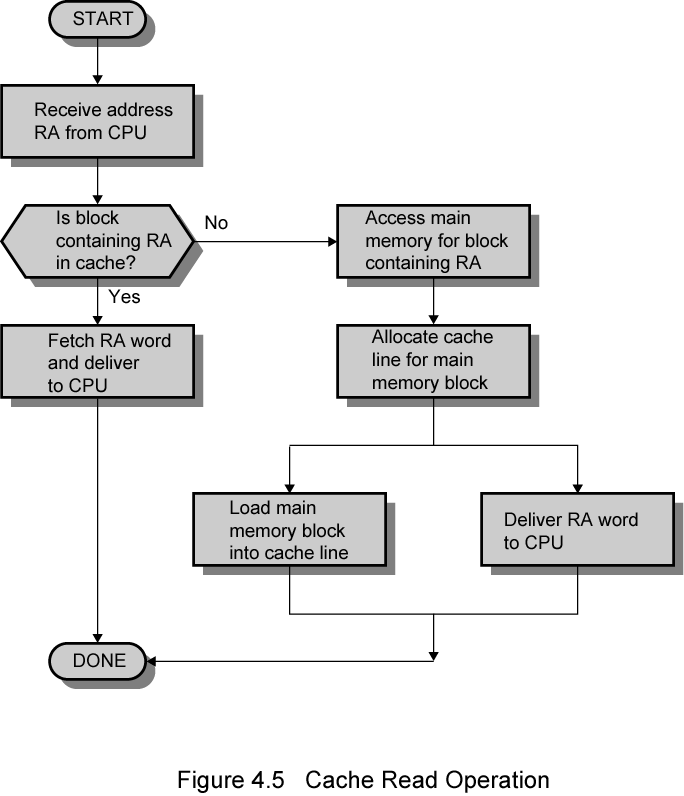 START
Receive address
RA from CPU
Is block
containing RA
in cache?
No
Access main
memory for block
containing RA
Yes
Fetch RA word
and deliver
to CPU
Allocate cache
line for main
memory block
Load main
memory block
into cache line
Deliver RA word
to CPU
DONE
Figure 4.5 Cache Read Operation